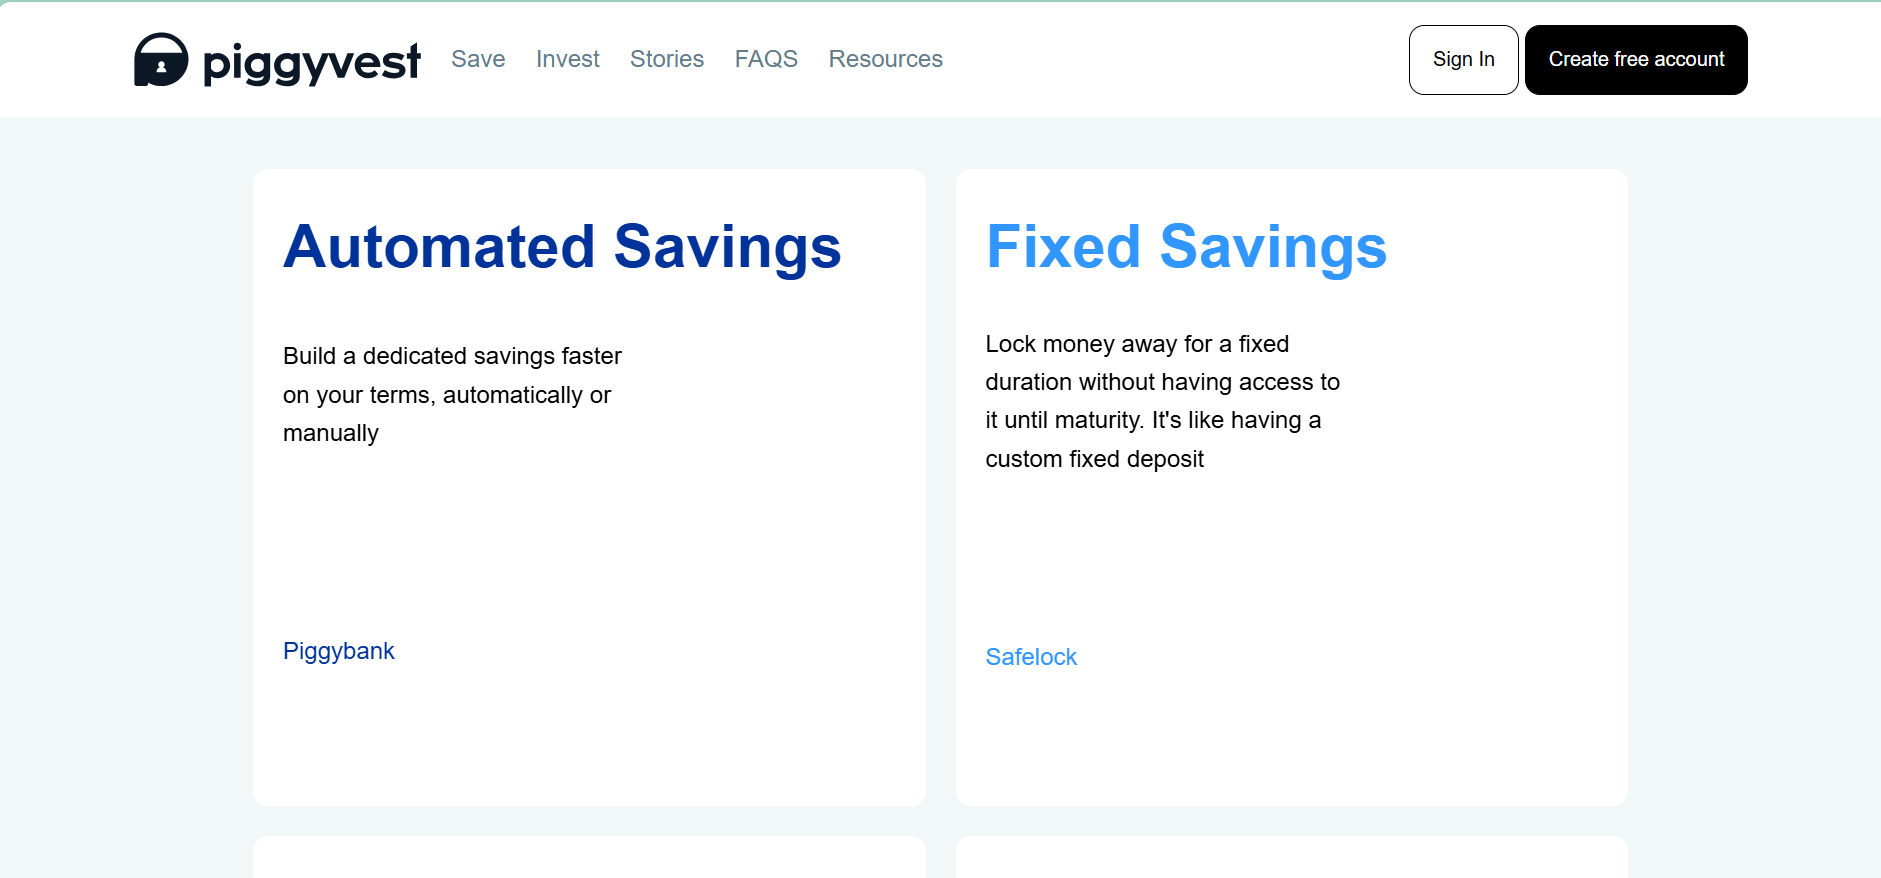 piggyvest Save Invest Stories FAQS Resources Sign In Create free account
Automated Savings
Build a dedicated savings faster
on your terms, automatically or
manually
Piggybank
Fixed Savings
Lock money away for a fixed
duration without having access to
it until maturity. It's like having a
custom fixed deposit
Safelock